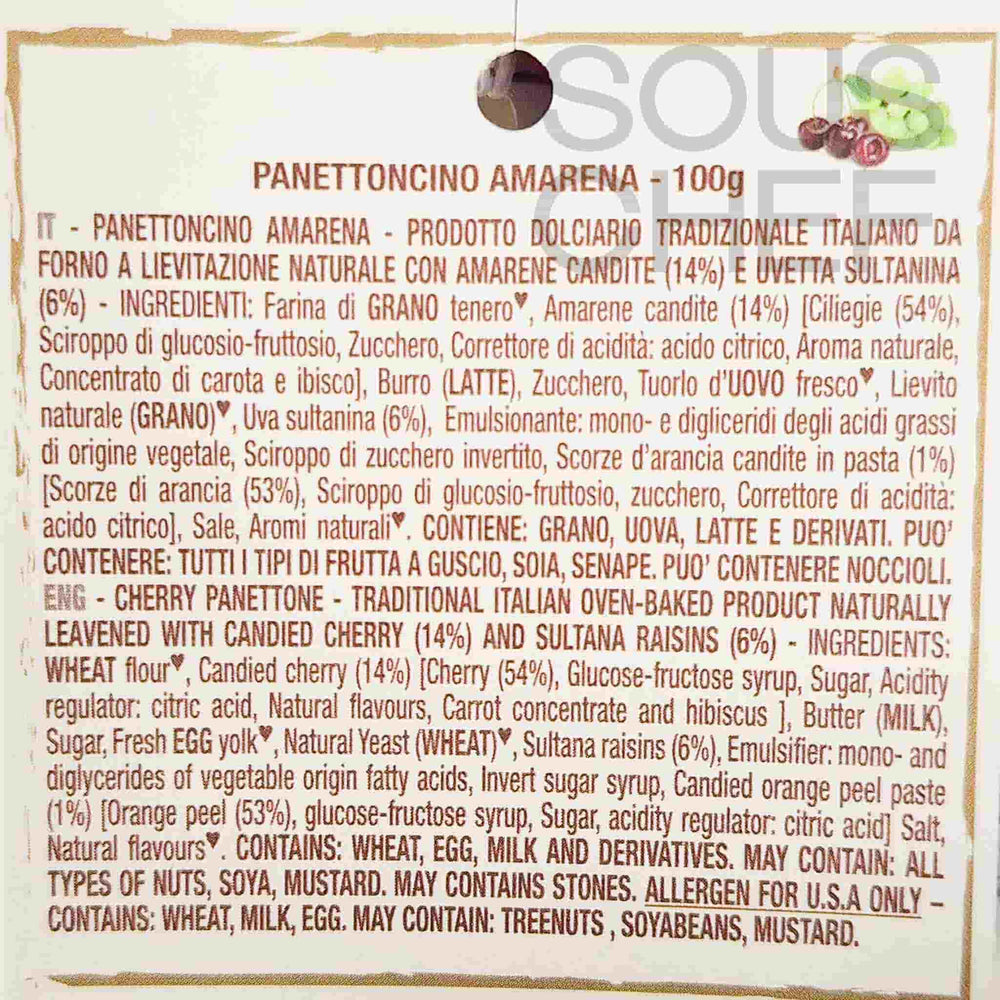 SOUS
CHEF
PANETTONCINO AMARENA - 100g
IT - PANETTONCINO AMARENA - PRODOTTO DOLCIARIO TRADIZIONALE ITALIANO DA
FORNO A LIEVITAZIONE NATURALE CON AMARENE CANDITE (14%) E UVETTA SULTANINA
(6%) - INGREDIENTI: Farina di GRANO tenero♥, Amarene candite (14%) [Ciliegie (54%),
Sciroppo di glucosio-fruttosio, Zucchero, Correttore di acidità: acido citrico, Aroma naturale,
Concentrato di carota e ibisco], Burro (LATTE), Zucchero, Tuorlo d'UOVO fresco♥, Lievito
naturale (GRANO)♥, Uva sultanina (6%), Emulsionante: mono- e digliceridi degli acidi grassi
di origine vegetale, Sciroppo di zucchero invertito, Scorze d'arancia candite in pasta (1%)
[Scorze di arancia (53%), Sciroppo di glucosio-fruttosio, zucchero, Correttore di acidità:
acido citrico], Sale, Aromi naturali♥. CONTIENE: GRANO, UOVA, LATTE E DERIVATI. PUO'
CONTENERE: TUTTI I TIPI DI FRUTTA A GUSCIO, SOIA, SENAPE. PUO' CONTENERE NOCCIOLI.
ENG - CHERRY PANETTONE - TRADITIONAL ITALIAN OVEN-BAKED PRODUCT NATURALLY
LEAVENED WITH CANDIED CHERRY (14%) AND SULTANA RAISINS (6%) - INGREDIENTS:
WHEAT flour♥, Candied cherry (14%) [Cherry (54%), Glucose-fructose syrup, Sugar, Acidity
regulator: citric acid, Natural flavours, Carrot concentrate and hibiscus ], Butter (MILK),
Sugar, Fresh EGG yolk♥, Natural Yeast (WHEAT)♥, Sultana raisins (6%), Emulsifier: mono- and
diglycerides of vegetable origin fatty acids, Invert sugar syrup, Candied orange peel paste
(1%) [Orange peel (53%), glucose-fructose syrup, Sugar, acidity regulator: citric acid] Salt,
Natural flavours♥. CONTAINS: WHEAT, EGG, MILK AND DERIVATIVES. MAY CONTAIN: ALL
TYPES OF NUTS, SOYA, MUSTARD. MAY CONTAINS STONES. ALLERGEN FOR U.S.A ONLY –
CONTAINS: WHEAT, MILK, EGG. MAY CONTAIN: TREENUTS , SOYABEANS, MUSTARD.